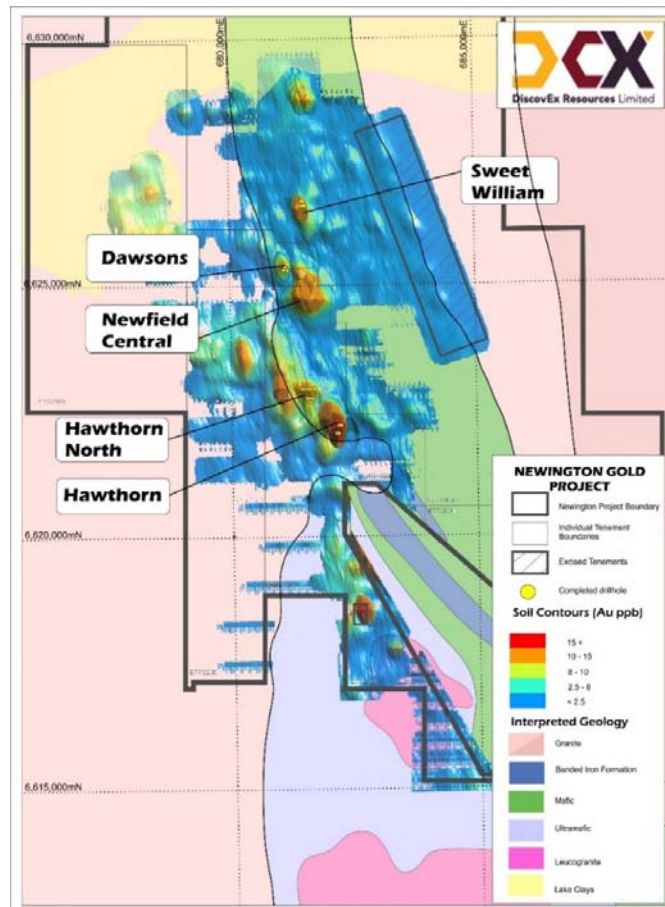 6,630,000mN
680,000mE
685,000mE
DCX
DiscovEx Resources Limited
Sweet
William
Dawsons
6,625,000mN
Newfield
Central
Hawthorn
North
Hawthorn
6,620,000mN
6,615,000mN
NEWINGTON GOLD
PROJECT
Newington Project Boundary
Individual Tenement
Boundaries
Excised Tenements
Completed drillhole
Soil Contours (Au ppb)
15 +
10 - 15
8 - 10
2.5 - 8
< 2.5
Interpreted Geology
Granite
Banded Iron Formation
Mafic
Ultramafic
Leucogranite
Lake Clays